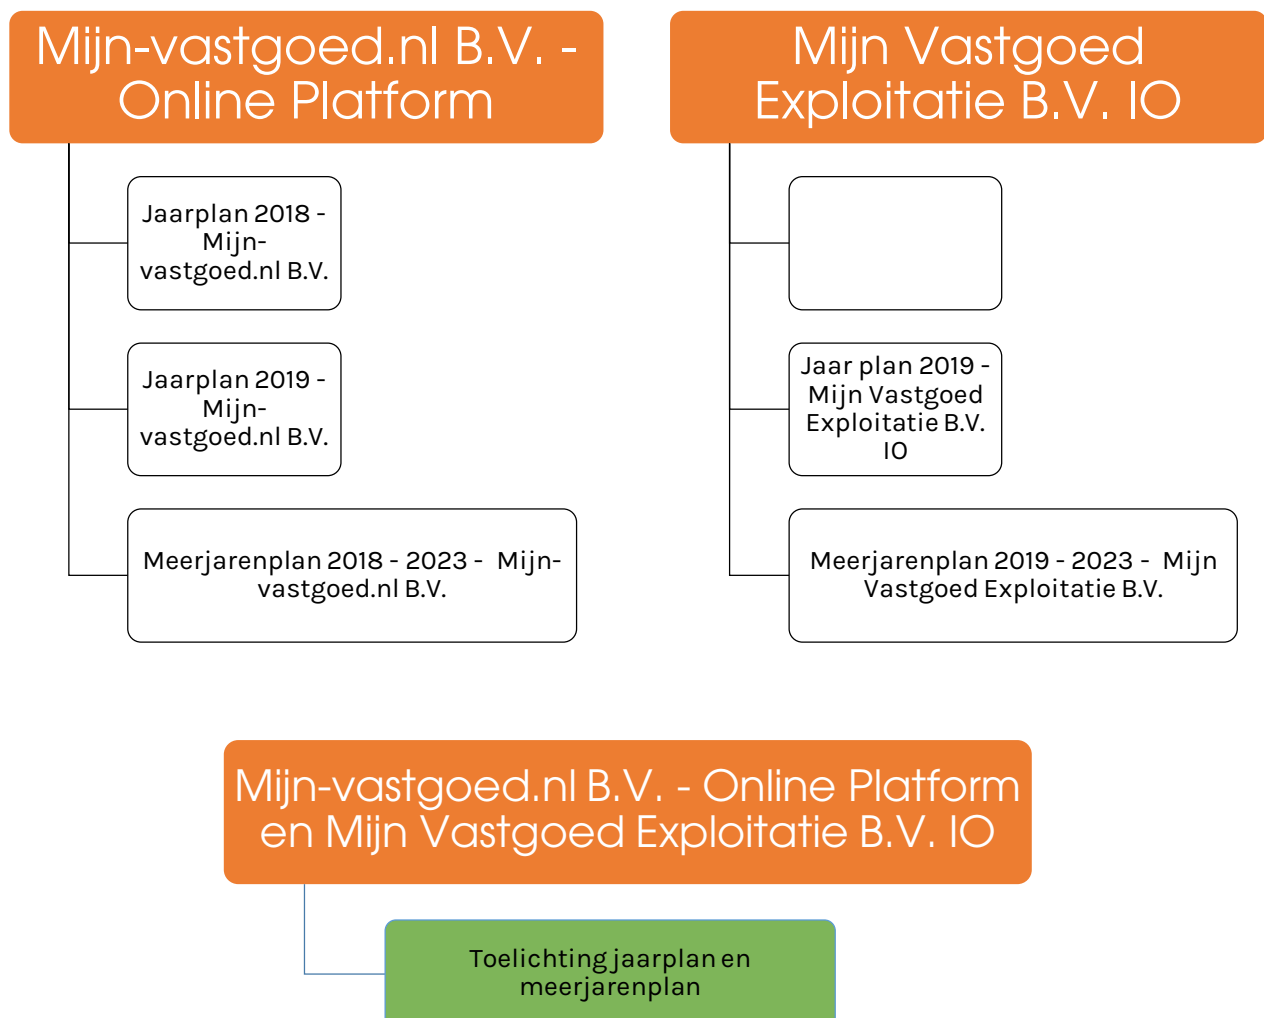 Mijn-vastgoed.nl B.V. -
Online Platform
Jaarplan 2018 -
Mijn-
vastgoed.nl B.V.
Jaarplan 2019 -
Mijn-
vastgoed.nl B.V.
Meerjarenplan 2018 - 2023 - Mijn-
vastgoed.nl B.V.
Mijn Vastgoed
Exploitatie B.V. IO
Jaar plan 2019 -
Mijn Vastgoed
Exploitatie B.V.
IO
Meerjarenplan 2019 - 2023 - Mijn
Vastgoed Exploitatie B.V.
Mijn-vastgoed.nl B.V. - Online Platform
en Mijn Vastgoed Exploitatie B.V. IO
Toelichting jaarplan en
meerjarenplan